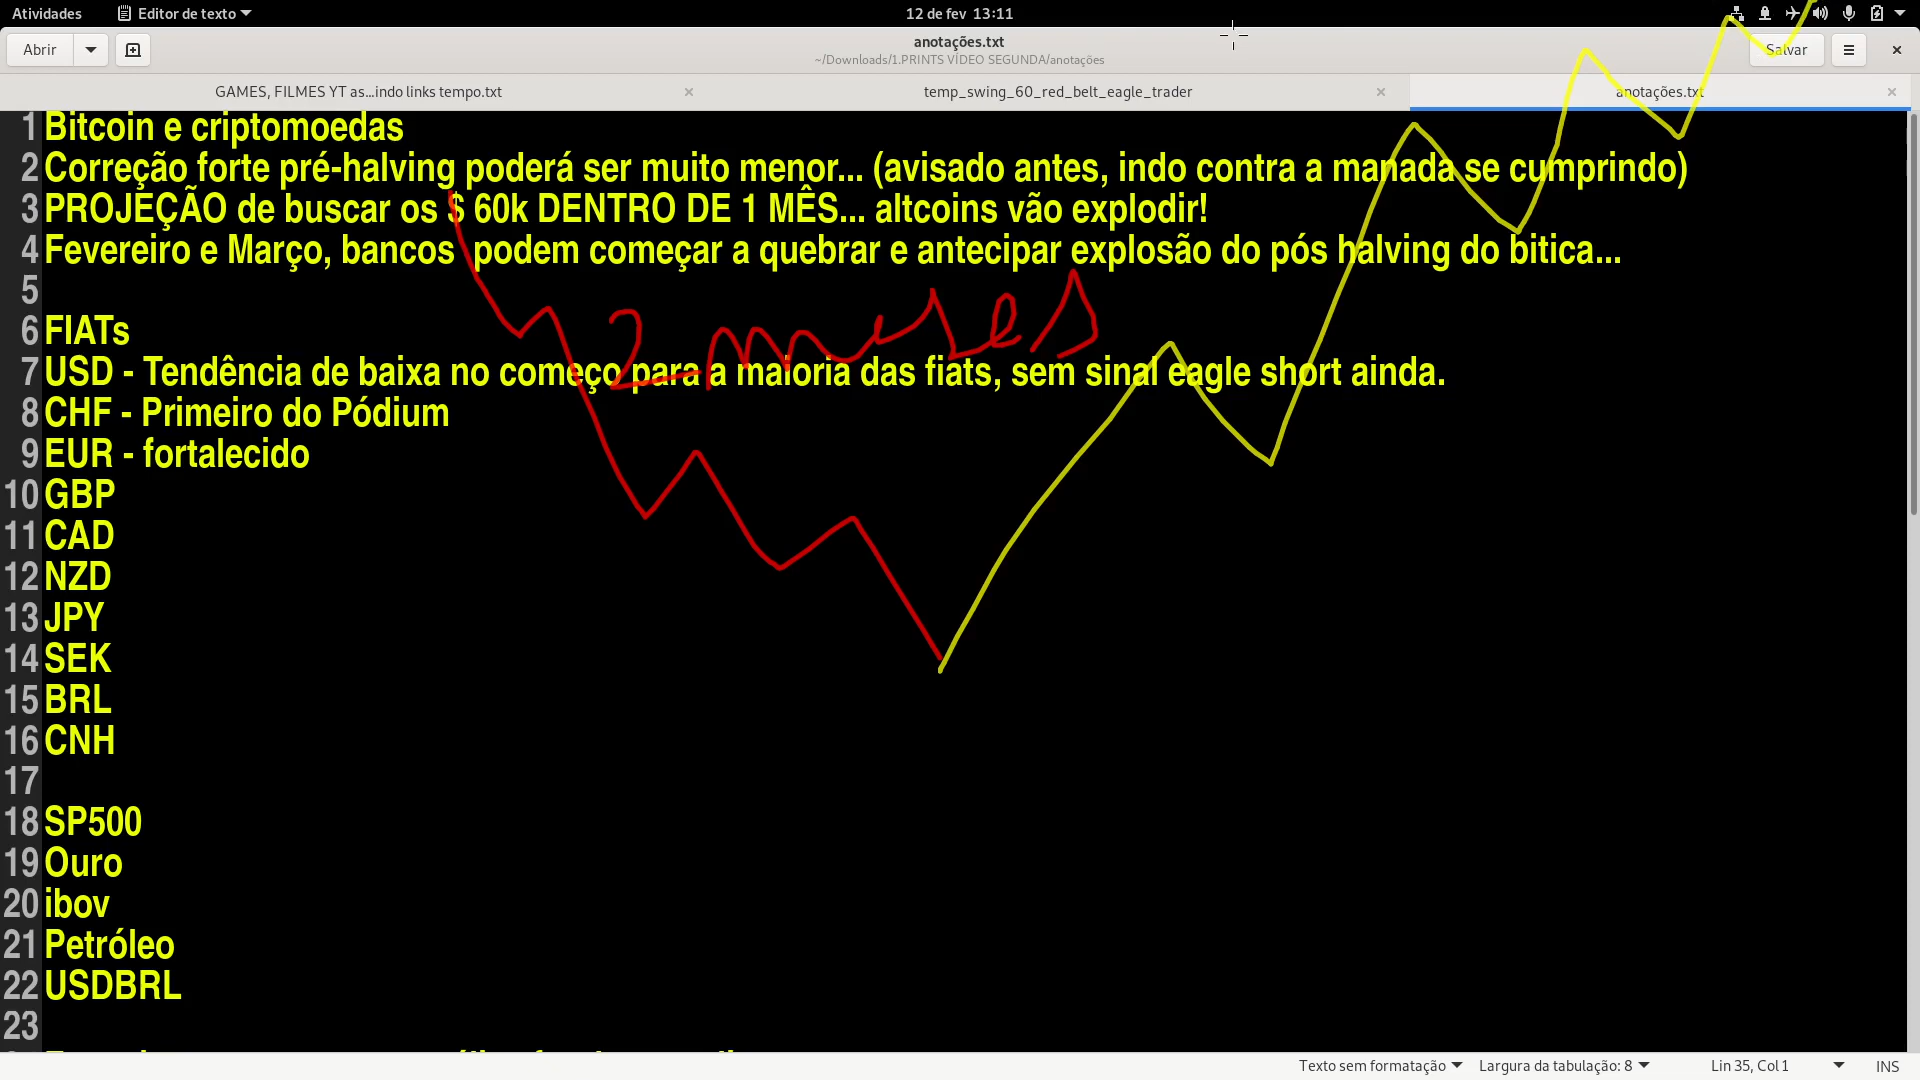 Atividades Editor de texto 12 de fev 13:11
Abrir anotações.txt Salvar
~/Downloads/1.PRINTS VÍDEO SEGUNDA/anotações
GAMES, FILMES YT as...indo links tempo.txt temp_swing_60_red_belt_eagle_trader anotações.txt
1 Bitcoin e criptomoedas
2 Correção forte pré-halving poderá ser muito menor... (avisado antes, indo contra a manada se cumprindo)
3 PROJEÇÃO de buscar os $ 60k DENTRO DE 1 MÊS... altcoins vão explodir!
4 Fevereiro e Março, bancos podem começar a quebrar e antecipar explosão do pós halving do bitica...
5
2 meses
6 FIATs
7 USD - Tendência de baixa no começo para a maioria das fiats, sem sinal eagle short ainda.
8 CHF - Primeiro do Pódium
9 EUR - fortalecido
10 GBP
11 CAD
12 NZD
13 JPY
14 SEK
15 BRL
16 CNH
17
18 SP500
19 Ouro
20 ibov
21 Petróleo
22 USDBRL
23
Texto sem formatação Largura da tabulação: 8 Lin 35, Col 1 INS